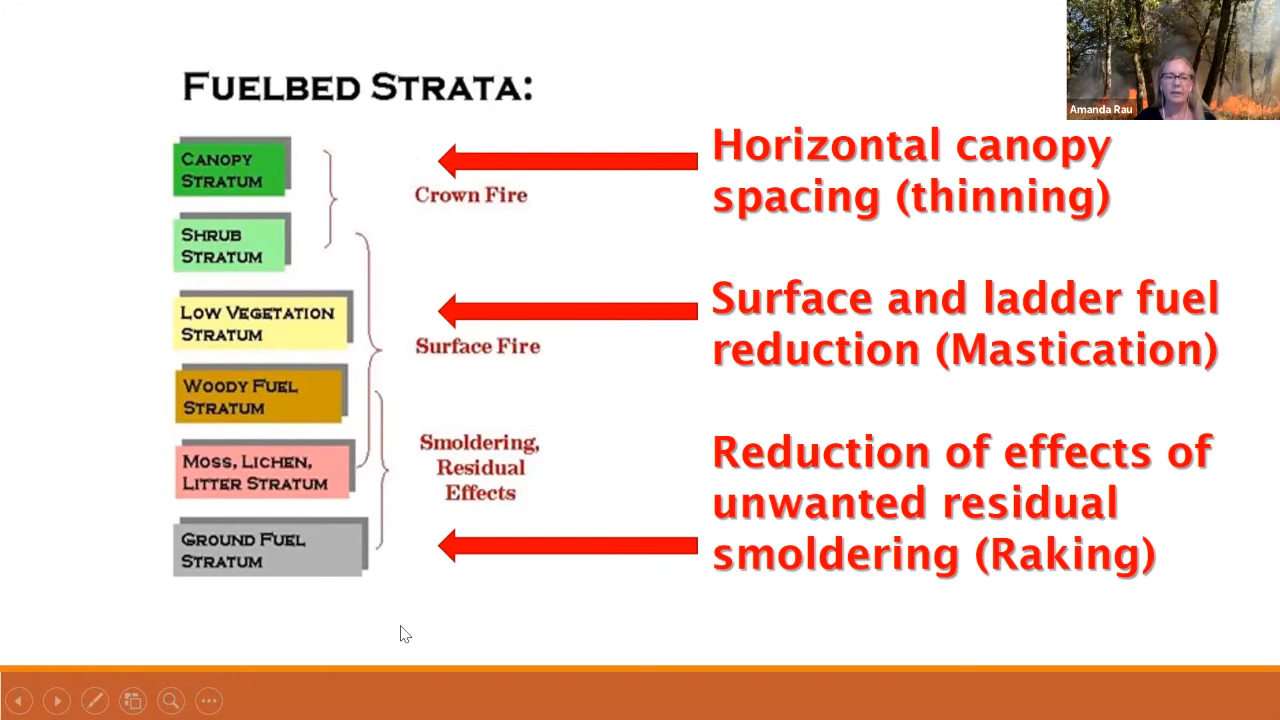 Amanda Rau
FUELBED STRATA:
CANOPY
STRATUM
SHRUB
STRATUM
LOW VEGETATION
STRATUM
WOODY FUEL
STRATUM
MOSS, LICHEN,
LITTER STRATUM
GROUND FUEL
STRATUM
Crown Fire
Surface Fire
Smoldering,
Residual
Effects
Horizontal canopy
spacing (thinning)
Surface and ladder fuel
reduction (Mastication)
Reduction of effects of
unwanted residual
smoldering (Raking)